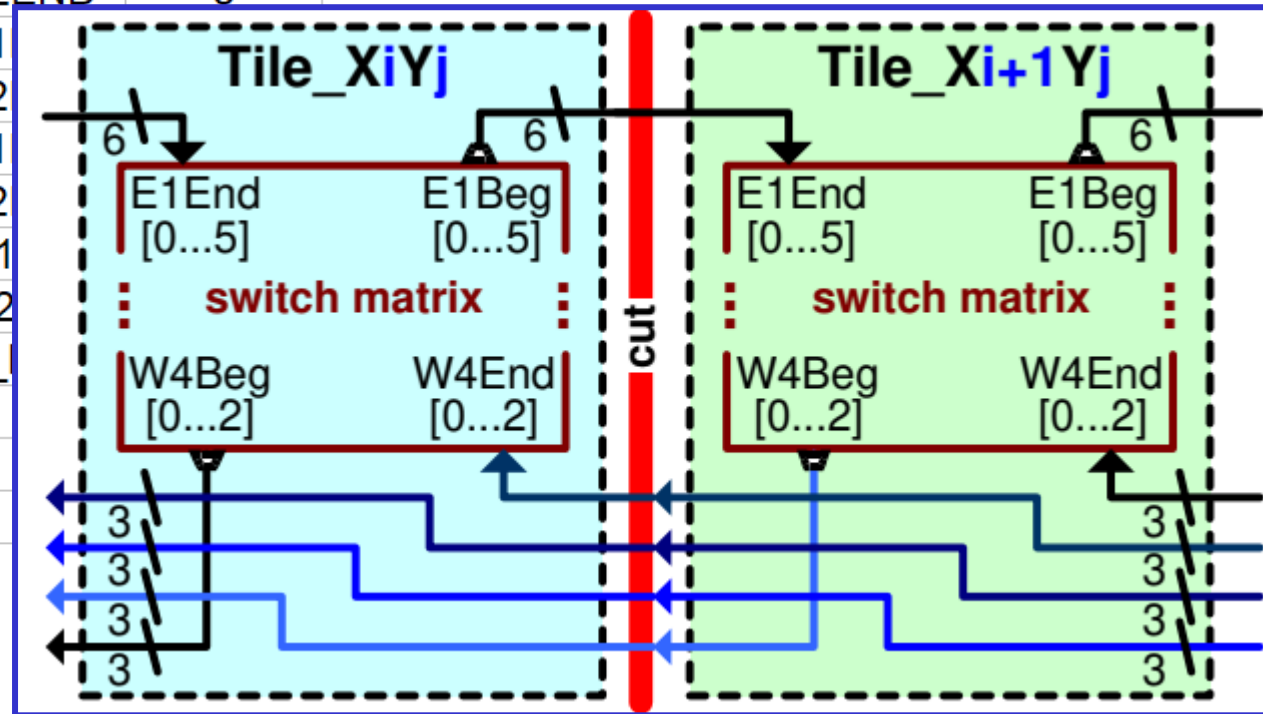 Tile_XiYj
Tile_Xi+1Yj
6
6
6
E1End
[0...5]
E1Beg
[0...5]
E1End
[0...5]
E1Beg
[0...5]
switch matrix
cut
switch matrix
W4Beg
[0...2]
W4End
[0...2]
W4Beg
[0...2]
W4End
[0...2]
3
3
3
3
3
3
3
3